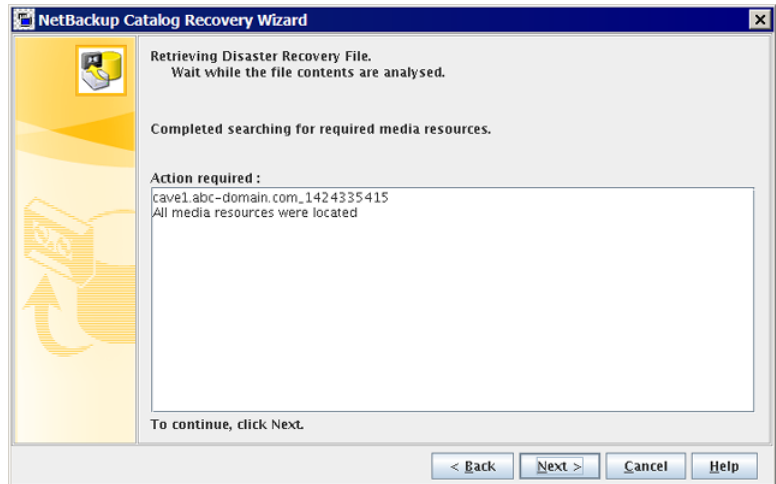 NetBackup Catalog Recovery Wizard
Retrieving Disaster Recovery File.
Wait while the file contents are analysed.
Completed searching for required media resources.
Action required :
cave1.abc-domain.com_1424335415
All media resources were located
To continue, click Next.
< Back Next > Cancel Help